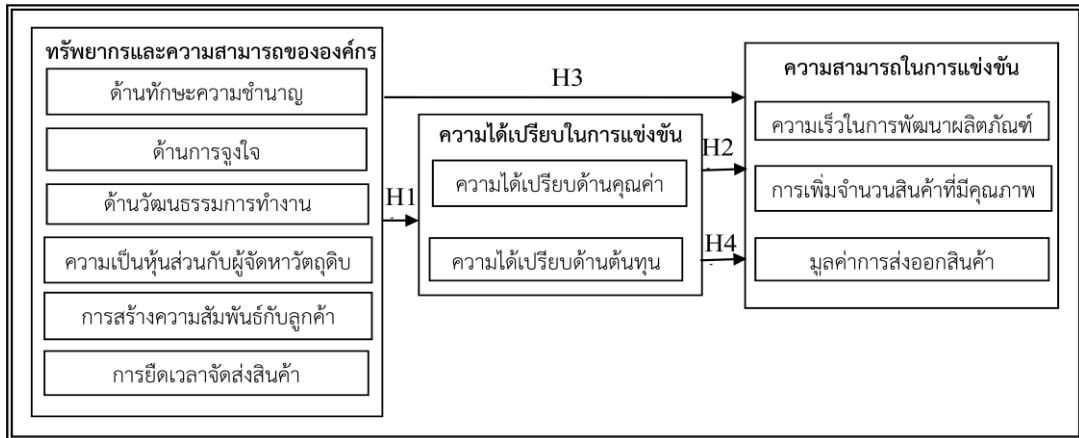 ทรัพยากรและความสามารถขององค์กร
ด้านทักษะความชำนาญ
ด้านการจูงใจ
ด้านวัฒนธรรมการทำงาน
ความเป็นหุ้นส่วนกับผู้จัดหาวัตถุดิบ
การสร้างความสัมพันธ์กับลูกค้า
การยืดเวลาจัดส่งสินค้า
H1
H3
ความได้เปรียบในการแข่งขัน
ความได้เปรียบด้านคุณค่า
ความได้เปรียบด้านต้นทุน
H2
H4
ความสามารถในการแข่งขัน
ความเร็วในการพัฒนาผลิตภัณฑ์
การเพิ่มจำนวนสินค้าที่มีคุณภาพ
มูลค่าการส่งออกสินค้า